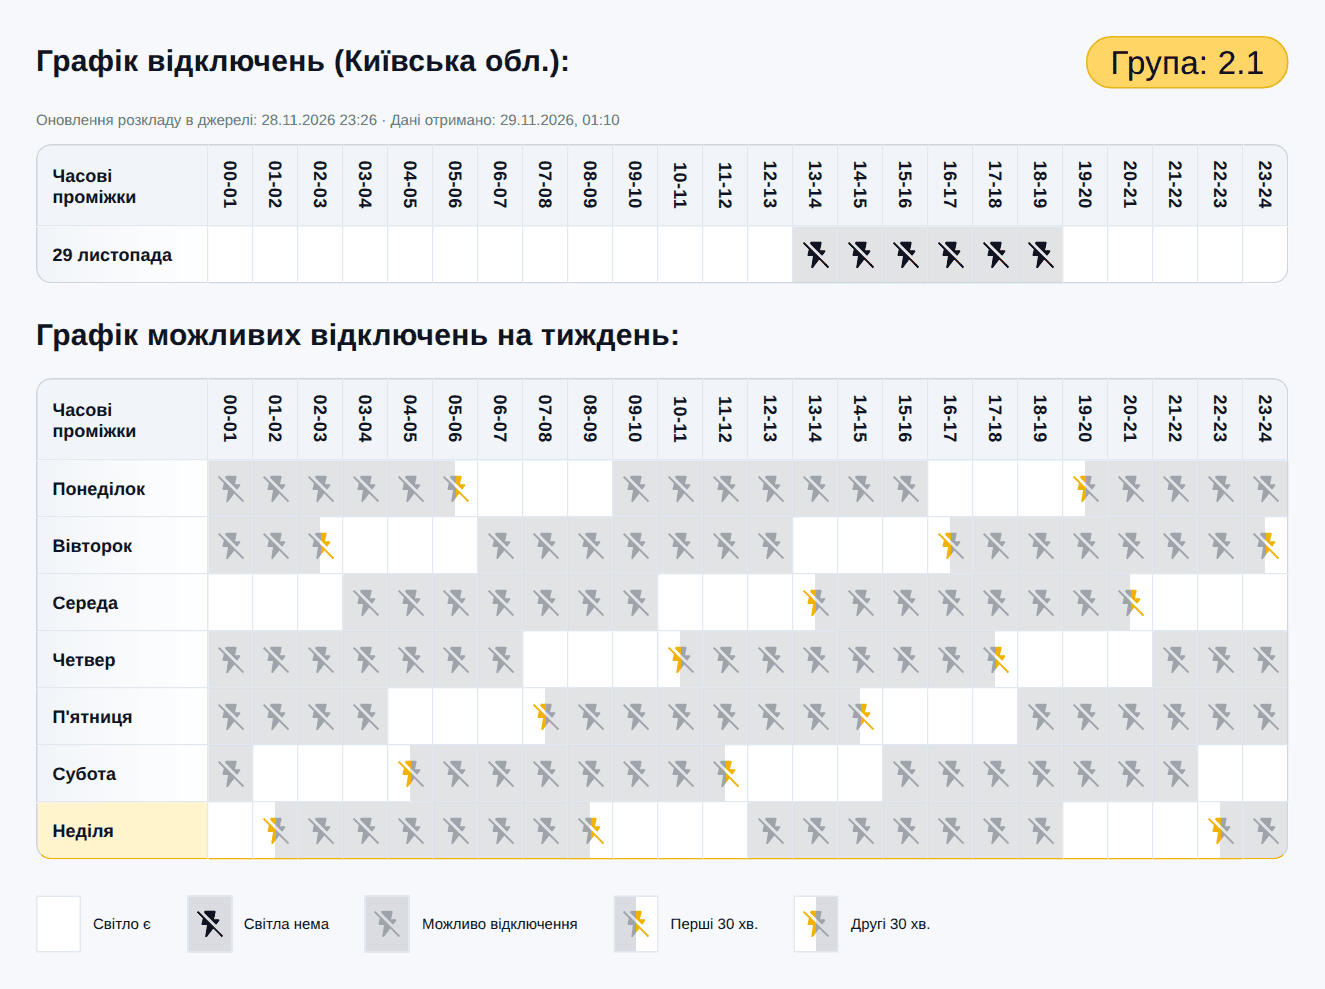 Графік відключень (Київська обл.):
Група: 2.1
Оновлення розкладу в джерелі: 28.11.2026 23:26 · Дані отримано: 29.11.2026, 01:10
Часові проміжки 00-01 01-02 02-03 03-04 04-05 05-06 06-07 07-08 08-09 09-10 10-11 11-12 12-13 13-14 14-15 15-16 16-17 17-18 18-19 19-20 20-21 21-22 22-23 23-24
29 листопада
Графік можливих відключень на тиждень:
Часові проміжки 00-01 01-02 02-03 03-04 04-05 05-06 06-07 07-08 08-09 09-10 10-11 11-12 12-13 13-14 14-15 15-16 16-17 17-18 18-19 19-20 20-21 21-22 22-23 23-24
Понеділок
Вівторок
Середа
Четвер
П'ятниця
Субота
Неділя
Світло є Світла нема Можливо відключення Перші 30 хв. Другі 30 хв.